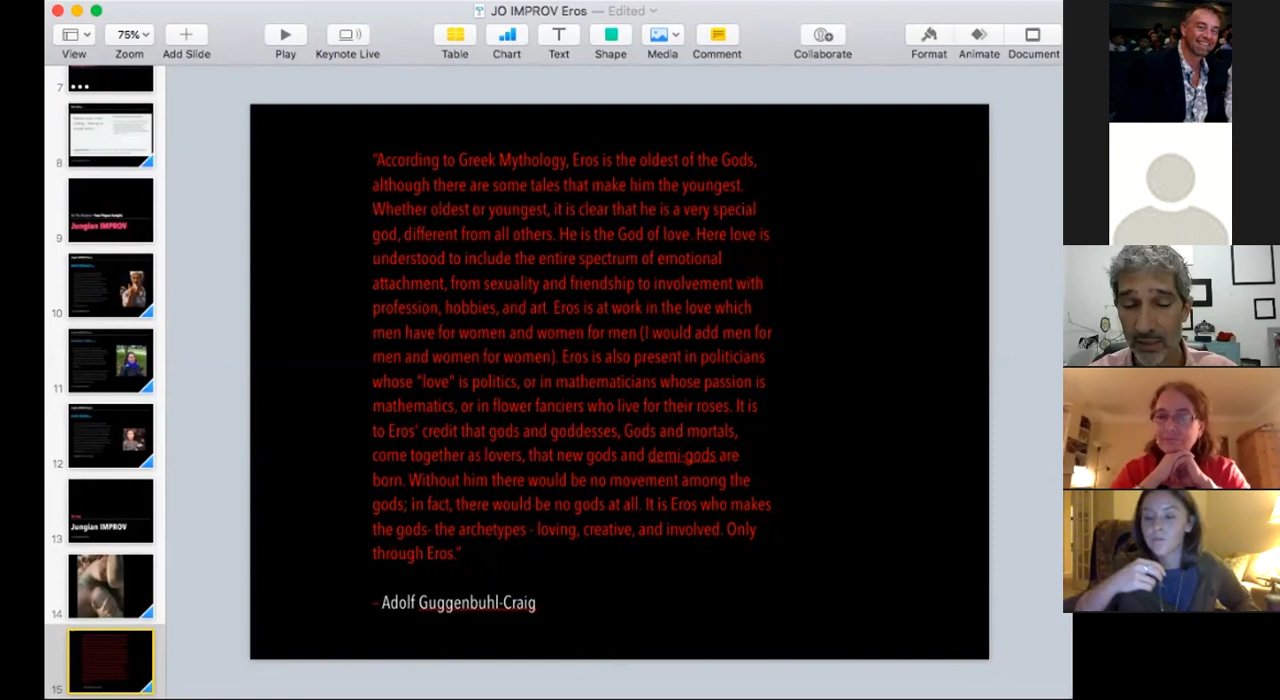 JO IMPROV Eros — Edited
75%
View
Zoom
Add Slide
Play
Keynote Live
Table
Chart
Text
Shape
Media
Comment
Collaborate
Format
Animate
Document
7
8
9
Jungian IMPROV
10
11
12
13
Jungian IMPROV
14
15
“According to Greek Mythology, Eros is the oldest of the Gods,
although there are some tales that make him the youngest.
Whether oldest or youngest, it is clear that he is a very special
god, different from all others. He is the God of love. Here love is
understood to include the entire spectrum of emotional
attachment, from sexuality and friendship to involvement with
profession, hobbies, and art. Eros is at work in the love which
men have for women and women for men (I would add men for
men and women for women). Eros is also present in politicians
whose "love" is politics, or in mathematicians whose passion is
mathematics, or in flower fanciers who live for their roses. It is
to Eros' credit that gods and goddesses, Gods and mortals,
come together as lovers, that new gods and demi-gods are
born. Without him there would be no movement among the
gods; in fact, there would be no gods at all. It is Eros who makes
the gods- the archetypes - loving, creative, and involved. Only
through Eros.”
– Adolf Guggenbuhl-Craig